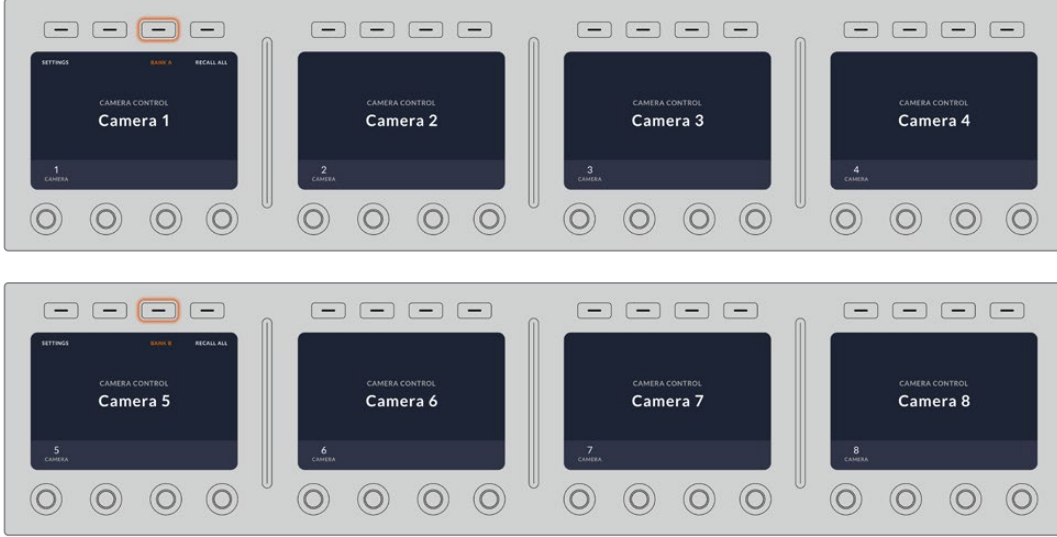 SETTINGS BANK A RECALL ALL
CAMERA CONTROL
Camera 1
1
CAMERA
CAMERA CONTROL
Camera 2
2
CAMERA
CAMERA CONTROL
Camera 3
3
CAMERA
CAMERA CONTROL
Camera 4
4
CAMERA
SETTINGS BANK B RECALL ALL
CAMERA CONTROL
Camera 5
5
CAMERA
CAMERA CONTROL
Camera 6
6
CAMERA
CAMERA CONTROL
Camera 7
7
CAMERA
CAMERA CONTROL
Camera 8
8
CAMERA